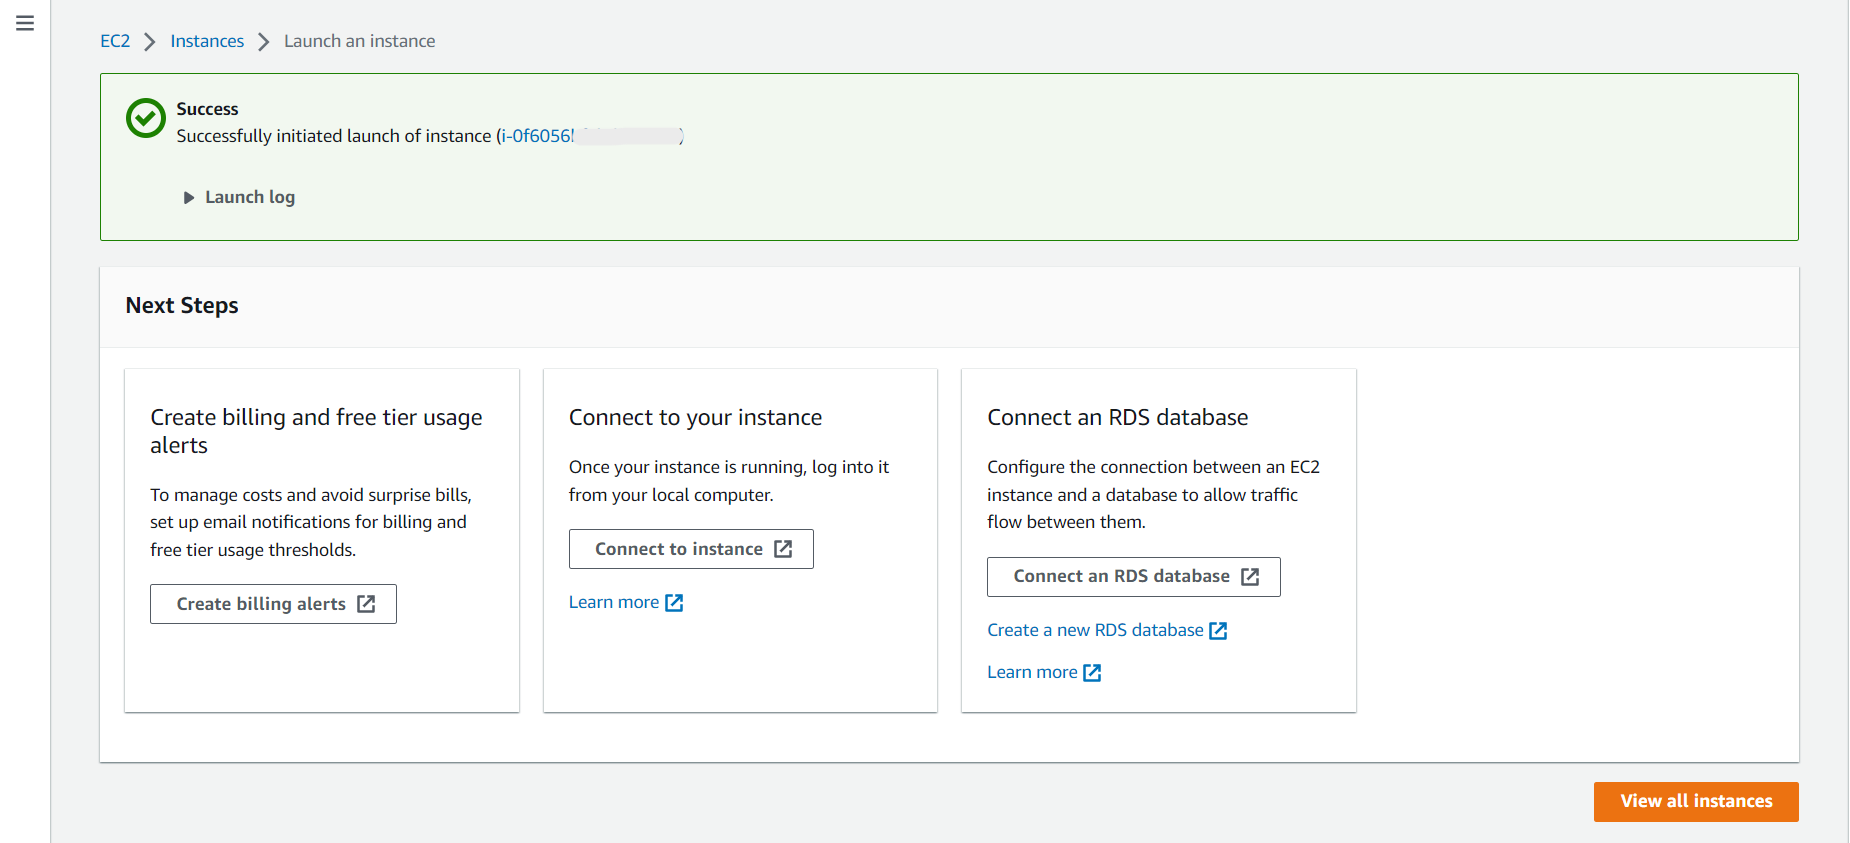 EC2 > Instances > Launch an instance
Success
Successfully initiated launch of instance (i-0f6056
Launch log
Next Steps
Create billing and free tier usage
alerts
To manage costs and avoid surprise bills,
set up email notifications for billing and
free tier usage thresholds.
Create billing alerts
Connect to your instance
Once your instance is running, log into it
from your local computer.
Connect to instance
Learn more
Connect an RDS database
Configure the connection between an EC2
instance and a database to allow traffic
flow between them.
Connect an RDS database
Create a new RDS database
Learn more
View all instances